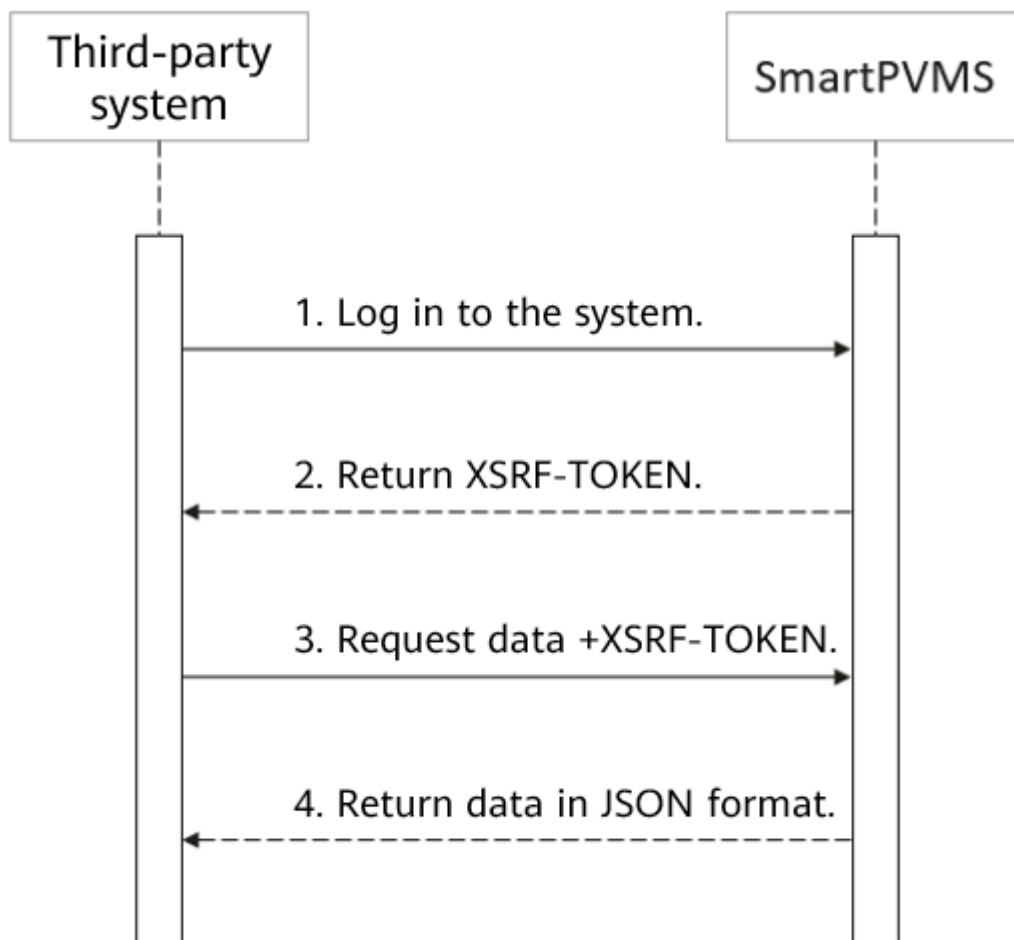 Third-party
system
SmartPVMS
1. Log in to the system.
2. Return XSRF-TOKEN.
3. Request data +XSRF-TOKEN.
4. Return data in JSON format.